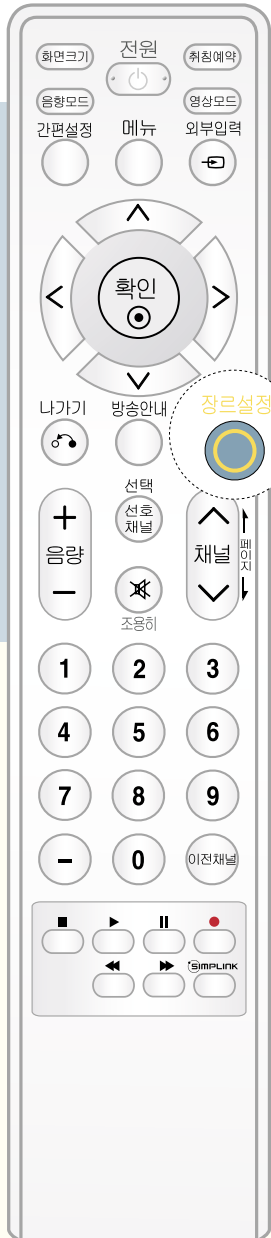 전원
화면크기
취침예약
음향모드
영상모드
간편설정 메뉴 외부입력
확인
나가기 방송안내 장르설정
선택
선호
채널
음량
채널
페이지
조용히
1 2 3
4 5 6
7 8 9
- 0 이전채널
SIMPLINK